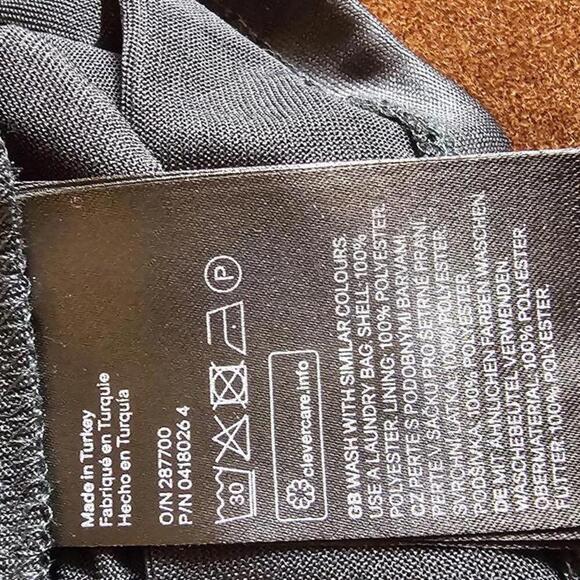 Made in Turkey
Fabriqué en Turquie
Hecho en Turquía
O/N 287700
P/N 0418026 4
30
P
clevercare.info
GB WASH WITH SIMILAR COLOURS.
USE A LAUNDRY BAG. SHELL: 100%
POLYESTER. LINING: 100% POLYESTER.
CZ PERTE S PODOBNÝMI BARVAMI
PERTE V SÁČKU PRO ŠETRNÉ PRANÍ.
SVRCHNÍ LÁTKA: 100% POLYESTER
PODŠÍVKA: 100% POLYESTER
DE MIT ÄHNLICHEN FARBEN WASCHEN.
WÄSCHEBEUTEL VERWENDEN.
OBERMATERIAL: 100% POLYESTER.
FUTTER: 100% POLYESTER.